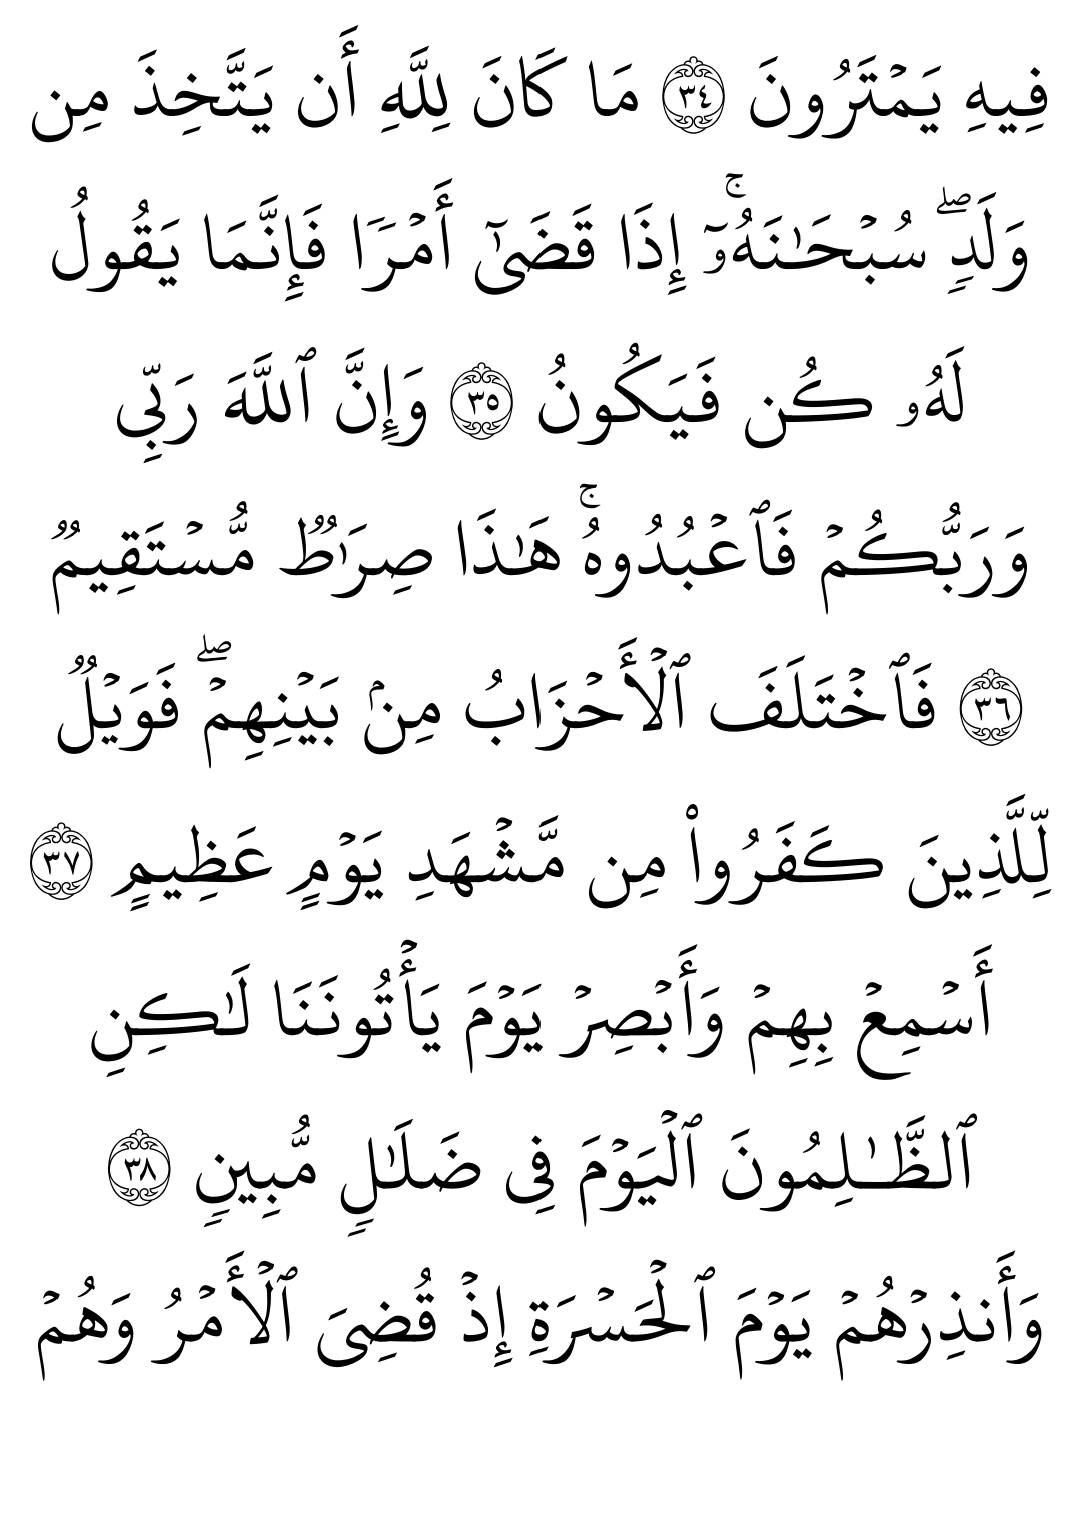 فِيهِ يَمْتَرُونَ ٣٤ مَا كَانَ لِلَّهِ أَن يَتَّخِذَ مِن
وَلَدٍۖ سُبْحَٰنَهُۥٓۚ إِذَا قَضَىٰٓ أَمْرًا فَإِنَّمَا يَقُولُ
لَهُۥ كُن فَيَكُونُ ٣٥ وَإِنَّ ٱللَّهَ رَبِّى
وَرَبُّكُمْ فَٱعْبُدُوهُۚ هَٰذَا صِرَٰطٌ مُّسْتَقِيمٌ
٣٦ فَٱخْتَلَفَ ٱلْأَحْزَابُ مِنۢ بَيْنِهِمْۖ فَوَيْلٌ
لِّلَّذِينَ كَفَرُوا۟ مِن مَّشْهَدِ يَوْمٍ عَظِيمٍ ٣٧
أَسْمِعْ بِهِمْ وَأَبْصِرْ يَوْمَ يَأْتُونَنَا لَٰكِنِ
ٱلظَّٰلِمُونَ ٱلْيَوْمَ فِى ضَلَٰلٍ مُّبِينٍ ٣٨
وَأَنذِرْهُمْ يَوْمَ ٱلْحَسْرَةِ إِذْ قُضِىَ ٱلْأَمْرُ وَهُمْ